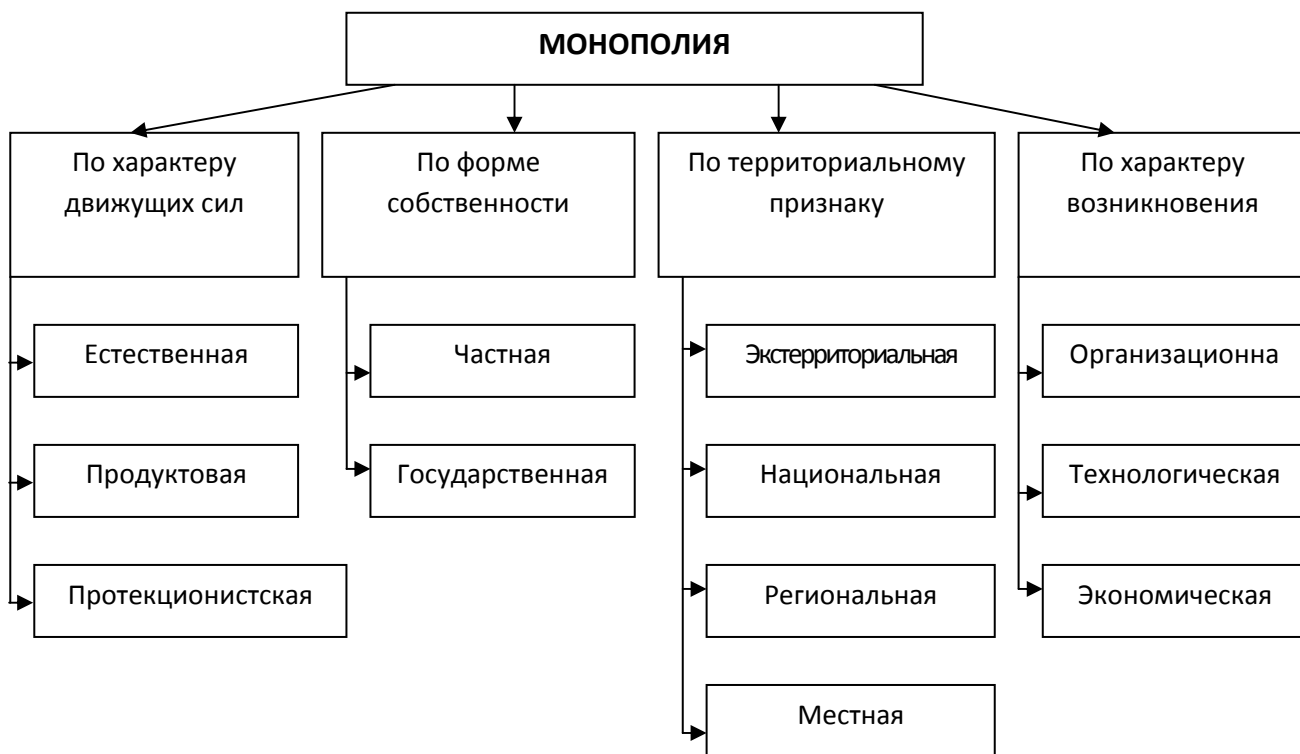 МОНОПОЛИЯ
По характеру
движущих сил
Естественная
Продуктовая
Протекционистская
По форме
собственности
Частная
Государственная
По территориальному
признаку
Экстерриториальная
Национальная
Региональная
Местная
По характеру
возникновения
Организационна
Технологическая
Экономическая